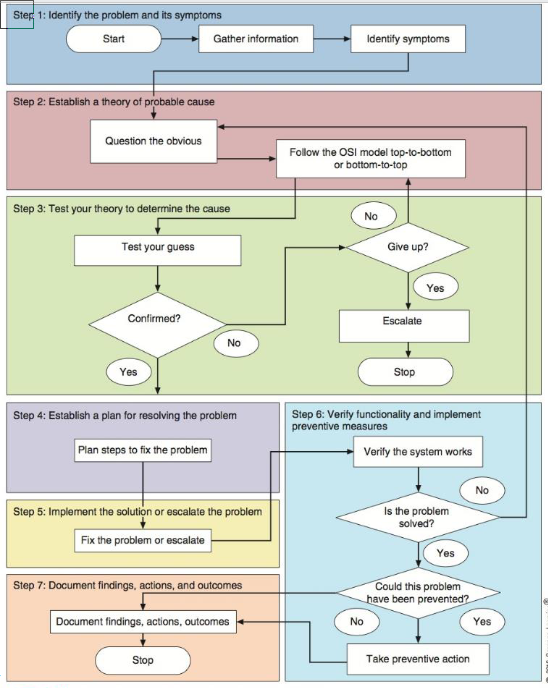 Step 1: Identify the problem and its symptoms
Start
Gather information
Identify symptoms
Step 2: Establish a theory of probable cause
Question the obvious
Follow the OSI model top-to-bottom
or bottom-to-top
Step 3: Test your theory to determine the cause
No
Test your guess
Give up?
Yes
Confirmed?
Escalate
No
Yes
Stop
Step 4: Establish a plan for resolving the problem
Plan steps to fix the problem
Step 5: Implement the solution or escalate the problem
Fix the problem or escalate
Step 6: Verify functionality and implement
preventive measures
Verify the system works
No
Is the problem
solved?
Yes
Could this problem
have been prevented?
No
Yes
Take preventive action
Step 7: Document findings, actions, and outcomes
Document findings, actions, outcomes
Stop